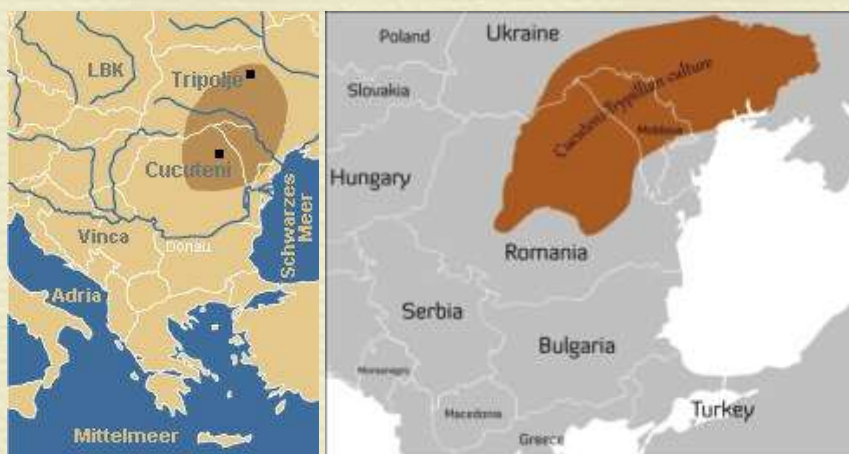 LBK
Tripolje
Cucuteni
Vinca
Donau
Schwarzes
Meer
Adria
Mittelmeer
Poland
Ukraine
Slovakia
Cucuteni Trypillian culture
Moldova
Hungary
Romania
Serbia
Bulgaria
Montenegro
Macedonia
Turkey
Greece